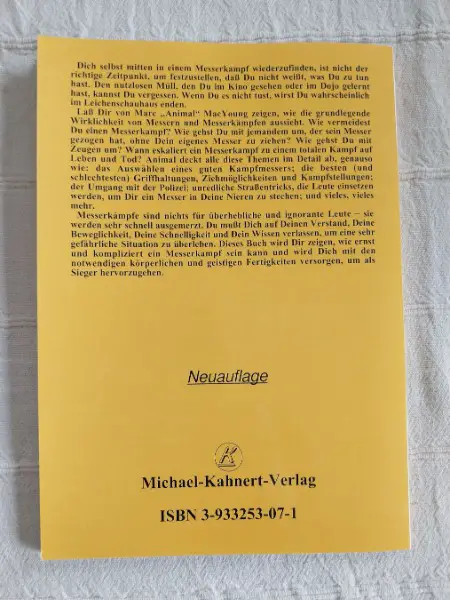 Dich selbst mitten in einem Messerkampf wiederzufinden, ist nicht der
richtige Zeitpunkt, um festzustellen, daß Du nicht weißt, was Du zu tun
hast. Den nutzlosen Müll, den Du im Kino gesehen oder im Dojo gelernt
hast, kannst Du vergessen. Wenn Du es nicht tust, wirst Du wahrscheinlich
im Leichenschauhaus enden.
Laß Dir von Marc „Animal“ MacYoung zeigen, wie die grundlegende
Wirklichkeit von Messern und Messerkämpfen aussieht. Wie vermeidest
Du einen Messerkampf? Wie gehst Du mit jemandem um, der sein Messer
gezogen hat, ohne Dein eigenes Messer zu ziehen? Wie gehst Du mit
Zeugen um? Wann eskaliert ein Messerkampf zu einem totalen Kampf auf
Leben und Tod? Animal deckt alle diese Themen im Detail ab, genauso
wie: das Auswählen eines guten Kampfmessers; die besten (und
schlechtesten) Griffhaltungen, Ziehmöglichkeiten und Kampfstellungen;
der Umgang mit der Polizei; unredliche Straßentricks, die Leute einsetzen
werden, um Dir ein Messer in Deine Nieren zu stechen; und vieles, vieles
mehr.
Messerkämpfe sind nichts für überhebliche und ignorante Leute – sie
werden sehr schnell ausgemerzt. Du mußt Dich auf Deinen Verstand, Deine
Beweglichkeit, Deine Schnelligkeit und Dein Wissen verlassen, um eine sehr
gefährliche Situation zu überleben. Dieses Buch wird Dir zeigen, wie ernst
und kompliziert ein Messerkampf sein kann und wird Dich mit den
notwendigen körperlichen und geistigen Fertigkeiten versorgen, um als
Sieger hervorzugehen.
Neuauflage
K
Michael-Kahnert-Verlag
ISBN 3-933253-07-1